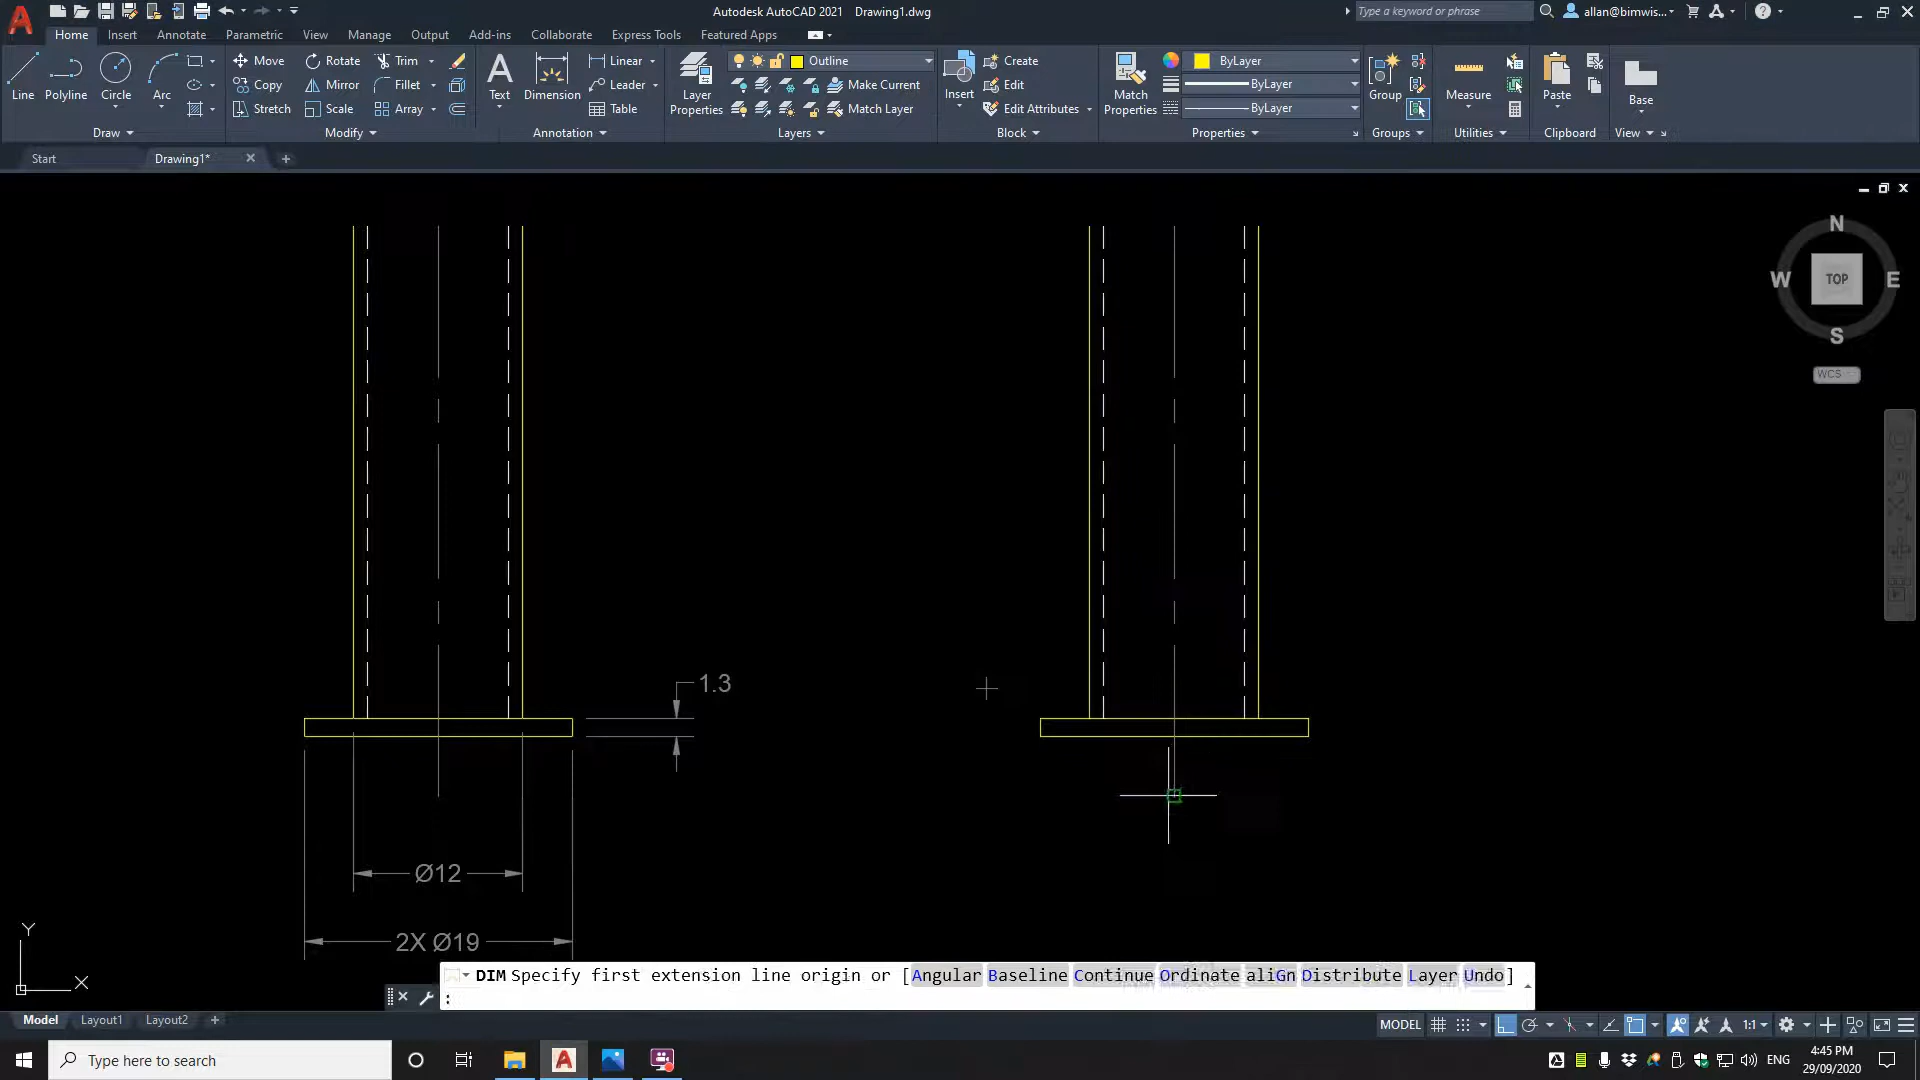 Autodesk AutoCAD 2021 Drawing1.dwg
Type a keyword or phrase
allan@bimwis...
Home Insert Annotate Parametric View Manage Output Add-ins Collaborate Express Tools Featured Apps
Line Polyline Circle Arc
Move Rotate Trim
Copy Mirror Fillet
Stretch Scale Array
Text Dimension
Linear
Leader
Table
Layer Properties
Outline
Make Current
Match Layer
Insert
Create
Edit
Edit Attributes
Match Properties
ByLayer
ByLayer
ByLayer
Group
Measure
Paste
Base
Draw Modify Annotation Layers Block Properties Groups Utilities Clipboard View
Start Drawing1*
N
W TOP E
S
WCS
1.3
Ø12
2X Ø19
Y
X
DIM Specify first extension line origin or [Angular Baseline Continue Ordinate aliGn Distribute Layer Undo]
:
Model Layout1 Layout2
MODEL 1:1
Type here to search
ENG
4:45 PM
29/09/2020